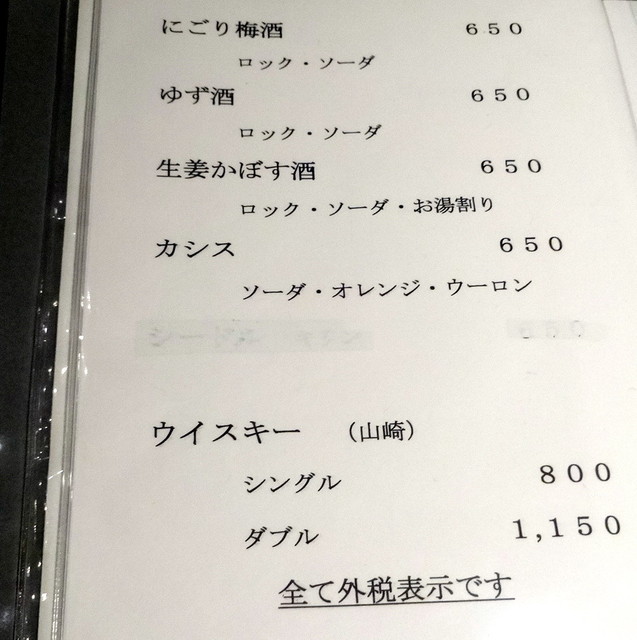 にごり梅酒 650
ロック・ソーダ
ゆず酒 650
ロック・ソーダ
生姜かぼす酒 650
ロック・ソーダ・お湯割り
カシス 650
ソーダ・オレンジ・ウーロン
ウイスキー （山崎）
シングル 800
ダブル 1,150
全て外税表示です